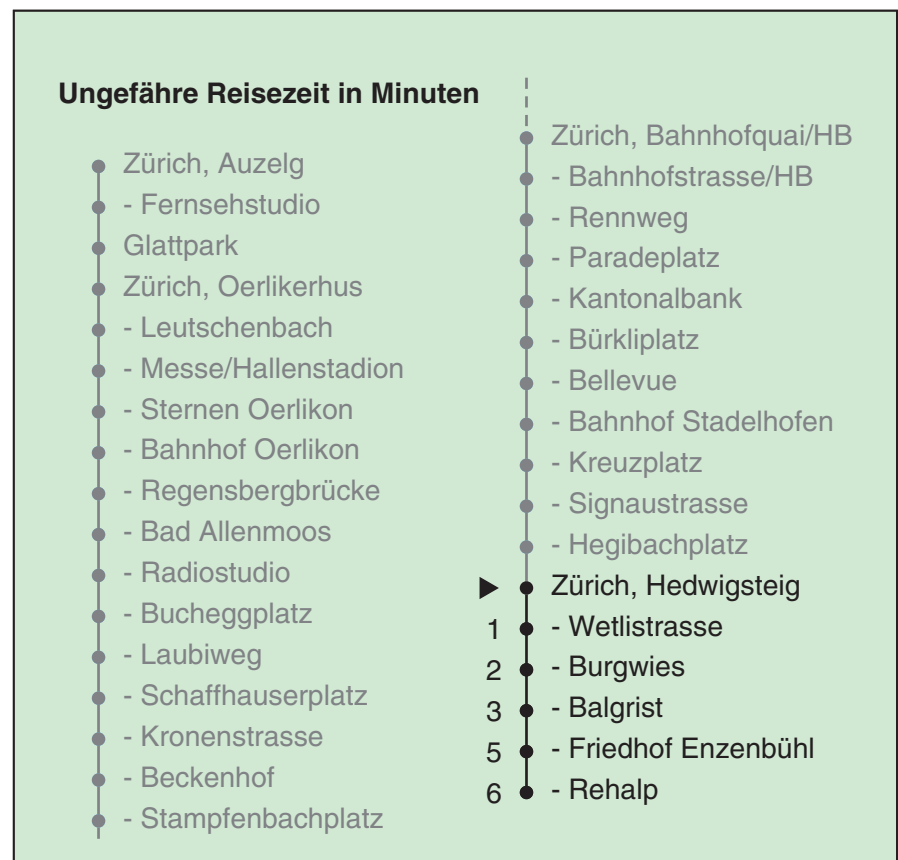 Ungefähre Reisezeit in Minuten
Zürich, Auzelg
- Fernsehstudio
Glattpark
Zürich, Oerlikerhus
- Leutschenbach
- Messe/Hallenstadion
- Sternen Oerlikon
- Bahnhof Oerlikon
- Regensbergbrücke
- Bad Allenmoos
- Radiostudio
- Bucheggplatz
- Laubiweg
- Schaffhauserplatz
- Kronenstrasse
- Beckenhof
- Stampfenbachplatz
Zürich, Bahnhofquai/HB
- Bahnhofstrasse/HB
- Rennweg
- Paradeplatz
- Kantonalbank
- Bürkliplatz
- Bellevue
- Bahnhof Stadelhofen
- Kreuzplatz
- Signaustrasse
- Hegibachplatz
Zürich, Hedwigsteig
1 - Wetlistrasse
2 - Burgwies
3 - Balgrist
5 - Friedhof Enzenbühl
6 - Rehalp